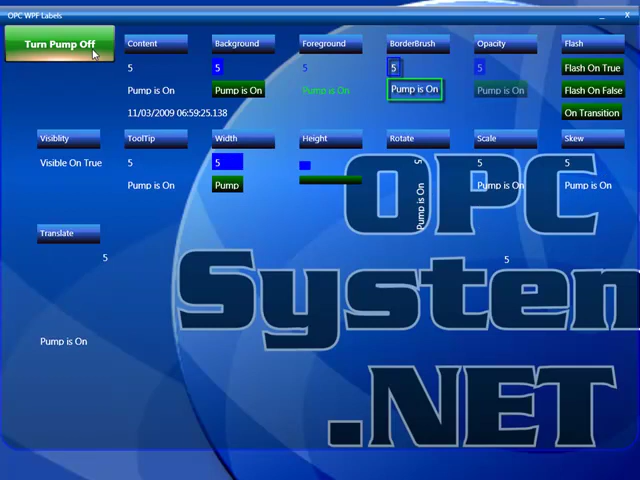 OPC WPF Labels
_ X
Turn Pump Off
Content Background Foreground BorderBrush Opacity Flash
5 5 5 5 5 Flash On True
Pump is On Pump is On Pump is On Pump is On Pump is On Flash On False
11/03/2009 06:59:25.138 On Transition
Visiblity ToolTip Width Height Rotate Scale Skew
Visible On True 5 5 5 5 5
Pump is On Pump Pump is On Pump is On Pump is On
Translate
5 5
Pump is On
OPC
System
.NET